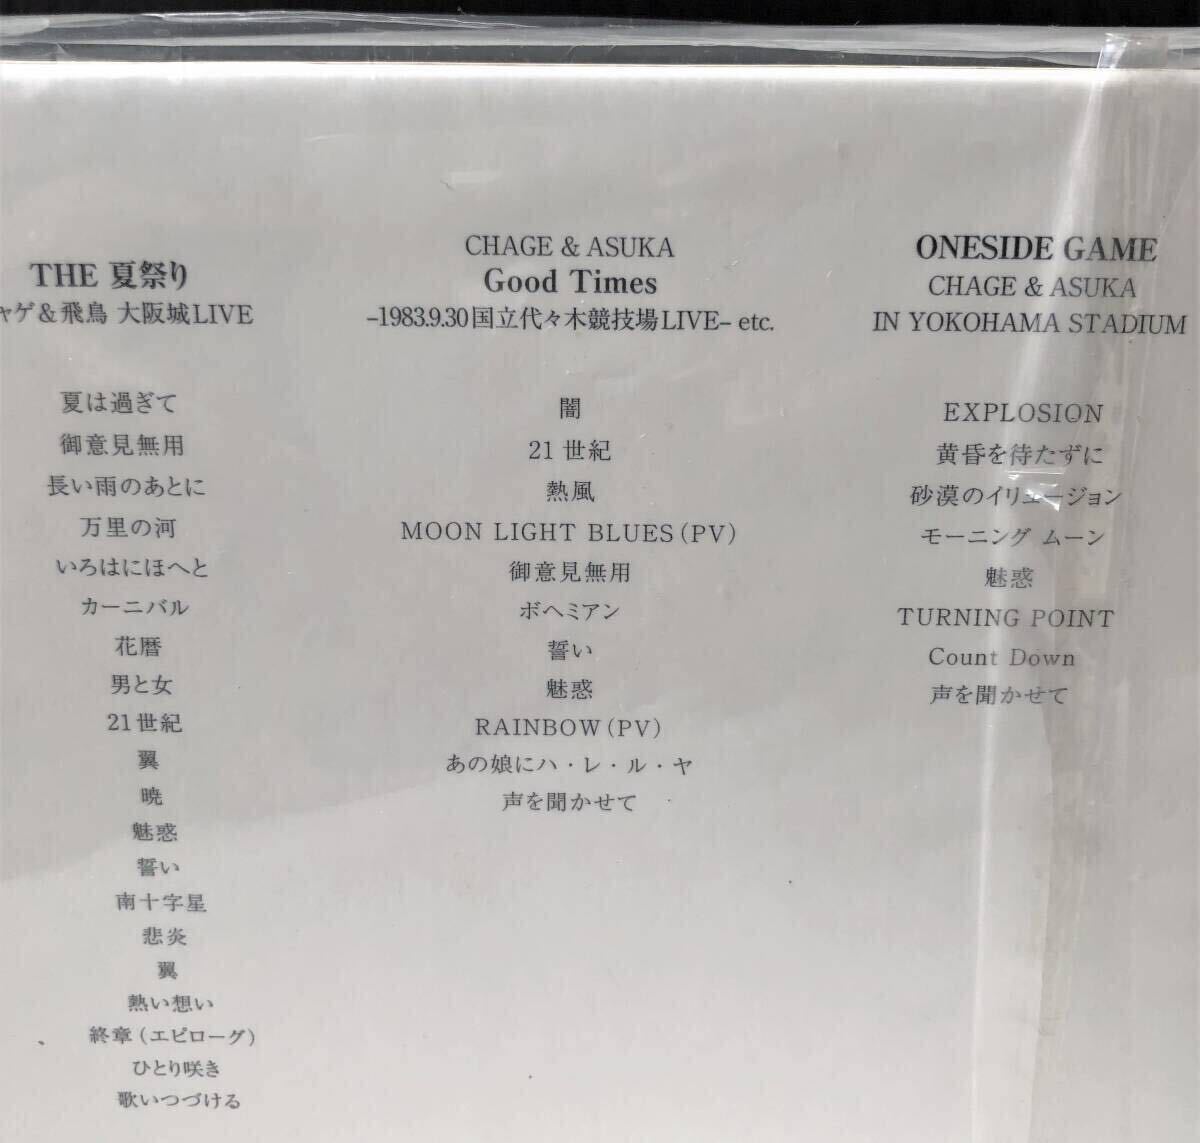 THE 夏祭り
ャゲ&飛鳥 大阪城LIVE
夏は過ぎて
御意見無用
長い雨のあとに
万里の河
いろはにほへと
カーニバル
花暦
男と女
21世紀
翼
暁
魅惑
誓い
南十字星
悲炎
翼
熱い想い
終章(エピローグ)
ひとり咲き
歌いつづける
CHAGE & ASUKA
Good Times
–1983.9.30国立代々木競技場LIVE– etc.
闇
21世紀
熱風
MOON LIGHT BLUES(PV)
御意見無用
ボヘミアン
誓い
魅惑
RAINBOW(PV)
あの娘にハ・レ・ル・ヤ
声を聞かせて
ONESIDE GAME
CHAGE & ASUKA
IN YOKOHAMA STADIUM
EXPLOSION
黄昏を待たずに
砂漠のイリュージョン
モーニング ムーン
魅惑
TURNING POINT
Count Down
声を聞かせて